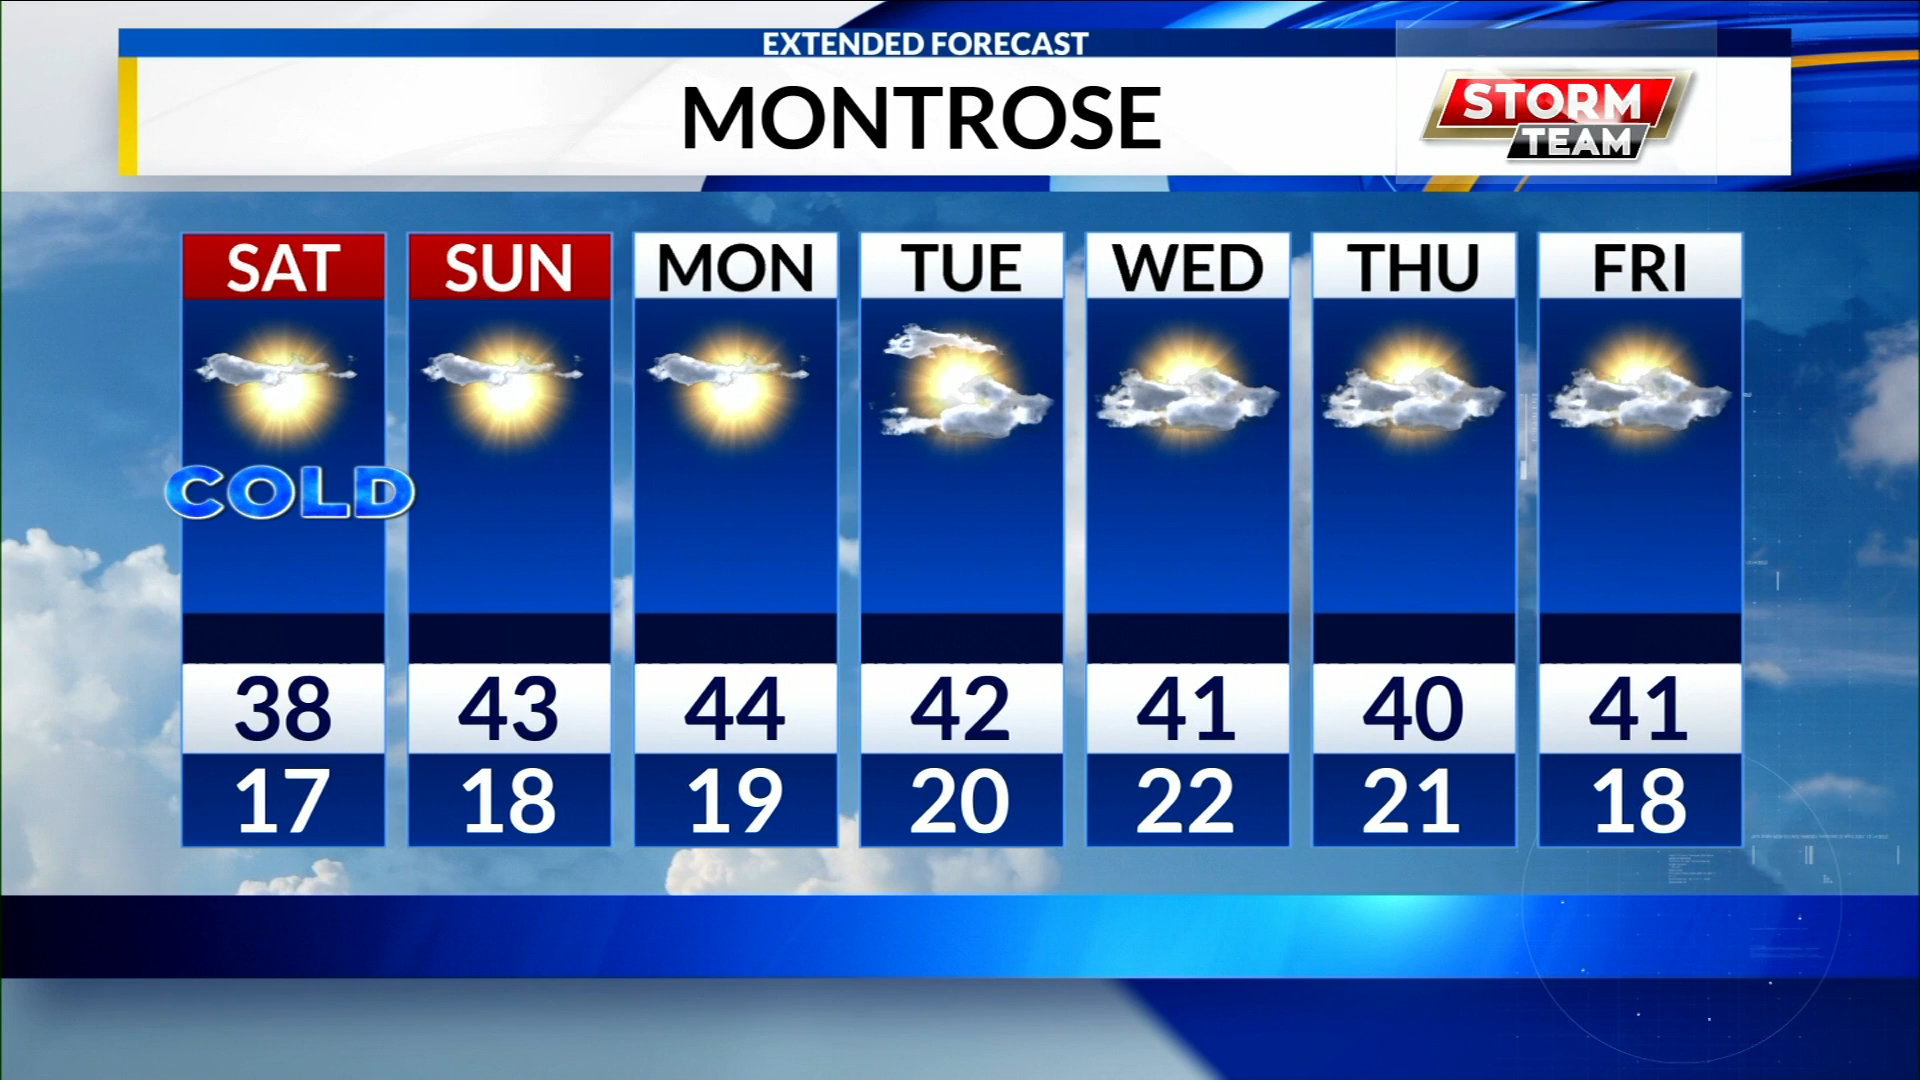 EXTENDED FORECAST
MONTROSE
STORM
TEAM
SAT SUN MON TUE WED THU FRI
COLD
38 43 44 42 41 40 41
17 18 19 20 22 21 18